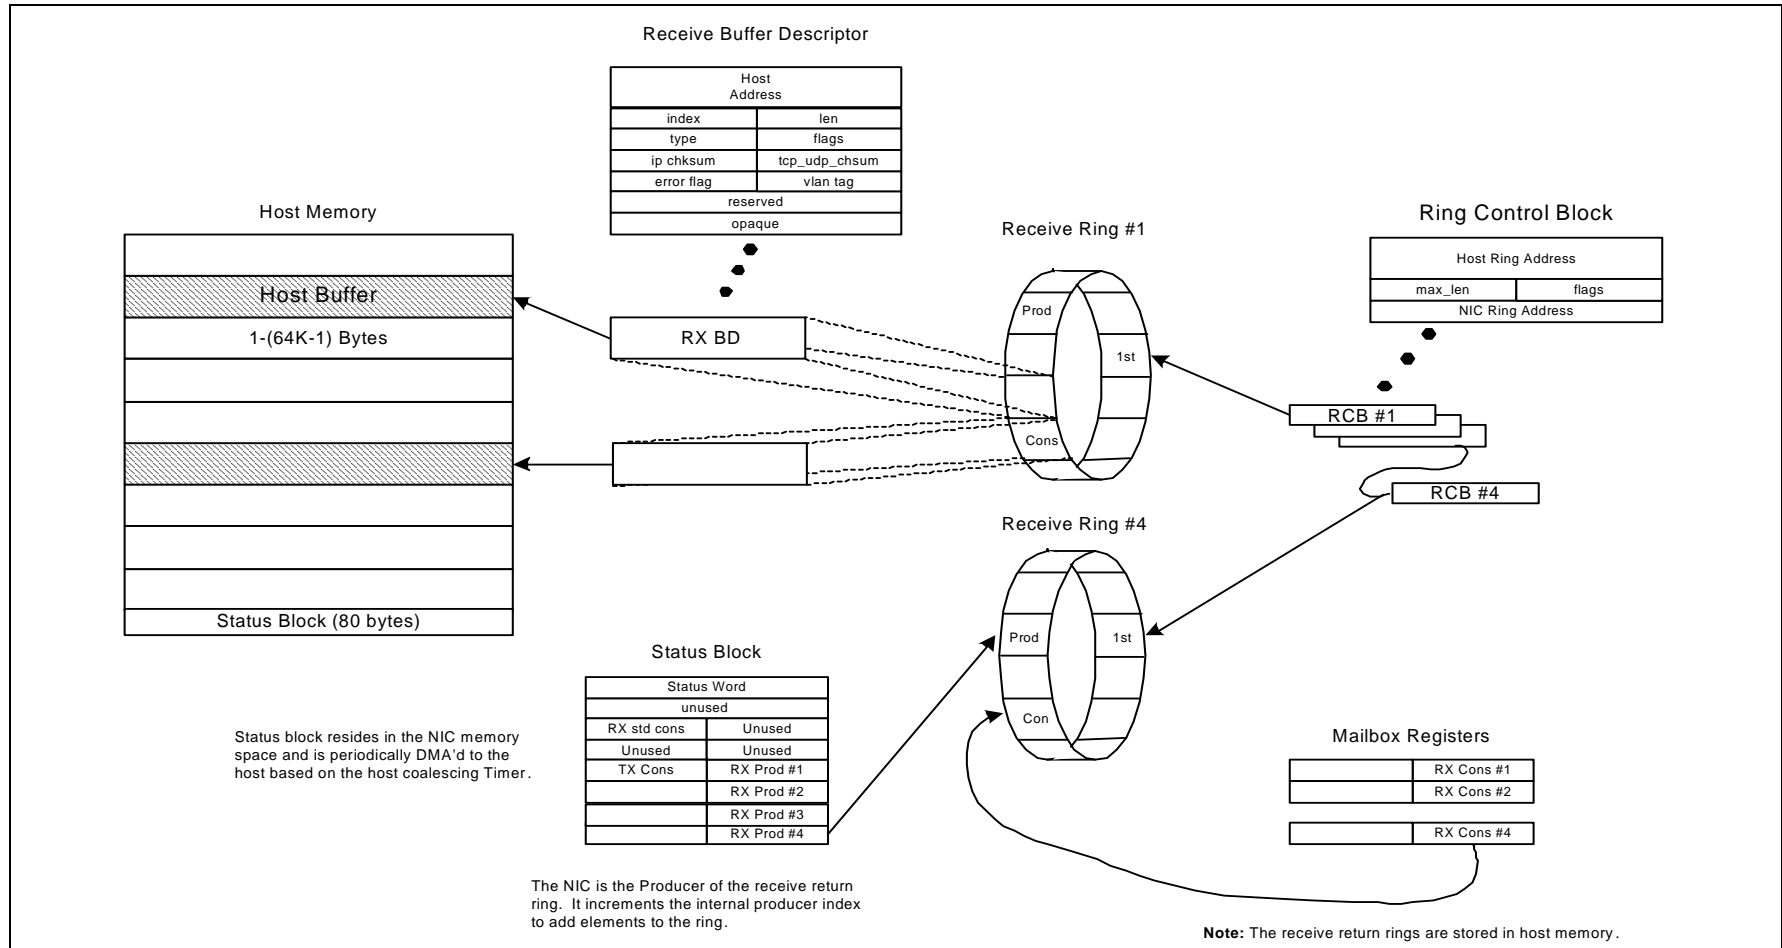 Receive Buffer Descriptor
Host
Address
index len
type flags
ip chksum tcp_udp_chsum
error flag vlan tag
reserved
opaque
Host Memory
Host Buffer
1-(64K-1) Bytes
Status Block (80 bytes)
RX BD
Receive Ring #1
Prod
1st
Cons
Ring Control Block
Host Ring Address
max_len flags
NIC Ring Address
RCB #1
RCB #4
Receive Ring #4
Prod
1st
Con
Status Block
Status Word
unused
RX std cons Unused
Unused Unused
TX Cons RX Prod #1
RX Prod #2
RX Prod #3
RX Prod #4
Status block resides in the NIC memory
space and is periodically DMA'd to the
host based on the host coalescing Timer.
Mailbox Registers
RX Cons #1
RX Cons #2
RX Cons #4
The NIC is the Producer of the receive return
ring. It increments the internal producer index
to add elements to the ring.
Note: The receive return rings are stored in host memory.